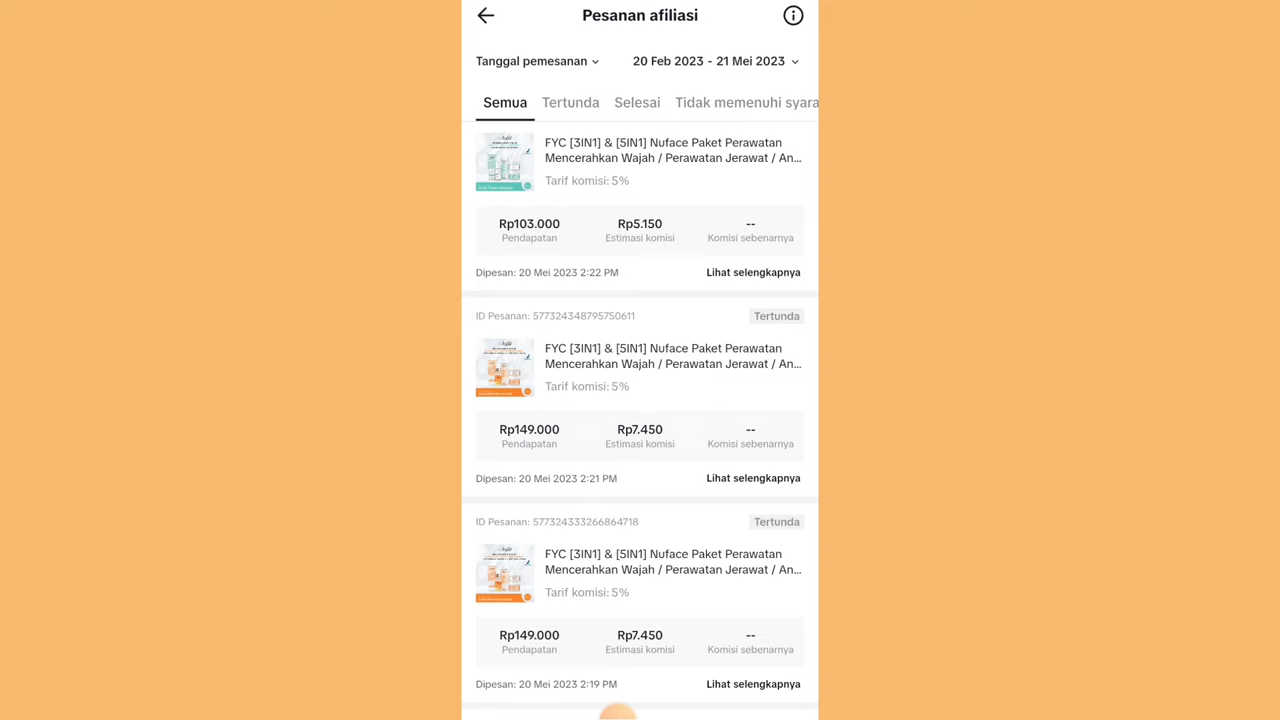 Pesanan afiliasi
Tanggal pemesanan
20 Feb 2023 - 21 Mei 2023
Semua
Tertunda
Selesai
Tidak memenuhi syara
FYC [3IN1] & [5IN1] Nuface Paket Perawatan
Mencerahkan Wajah / Perawatan Jerawat / An...
Tarif komisi: 5%
Rp103.000
Rp5.150
--
Pendapatan
Estimasi komisi
Komisi sebenarnya
Dipesan: 20 Mei 2023 2:22 PM
Lihat selengkapnya
ID Pesanan: 577324348795750611
Tertunda
FYC [3IN1] & [5IN1] Nuface Paket Perawatan
Mencerahkan Wajah / Perawatan Jerawat / An...
Tarif komisi: 5%
Rp149.000
Rp7.450
--
Pendapatan
Estimasi komisi
Komisi sebenarnya
Dipesan: 20 Mei 2023 2:21 PM
Lihat selengkapnya
ID Pesanan: 577324333266864718
Tertunda
FYC [3IN1] & [5IN1] Nuface Paket Perawatan
Mencerahkan Wajah / Perawatan Jerawat / An...
Tarif komisi: 5%
Rp149.000
Rp7.450
--
Pendapatan
Estimasi komisi
Komisi sebenarnya
Dipesan: 20 Mei 2023 2:19 PM
Lihat selengkapnya